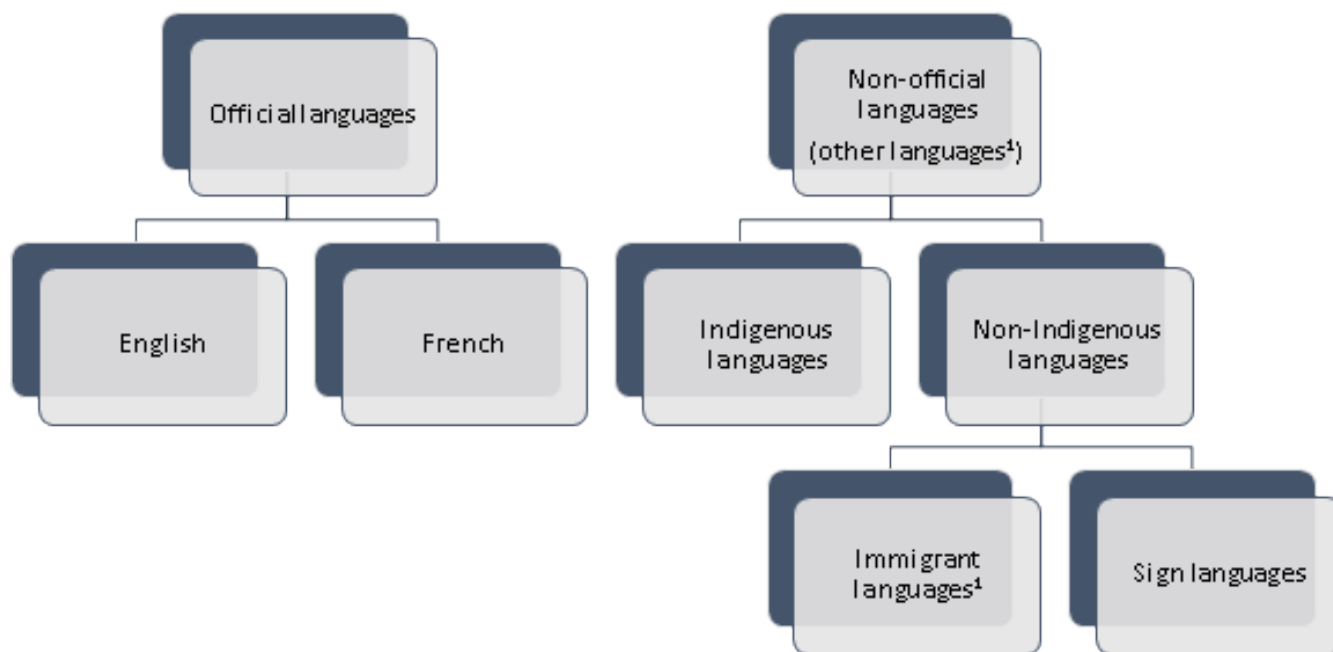 Official languages
Non-official
languages
(other languages¹)
English
French
Indigenous
languages
Non-Indigenous
languages
Immigrant
languages¹
Sign languages